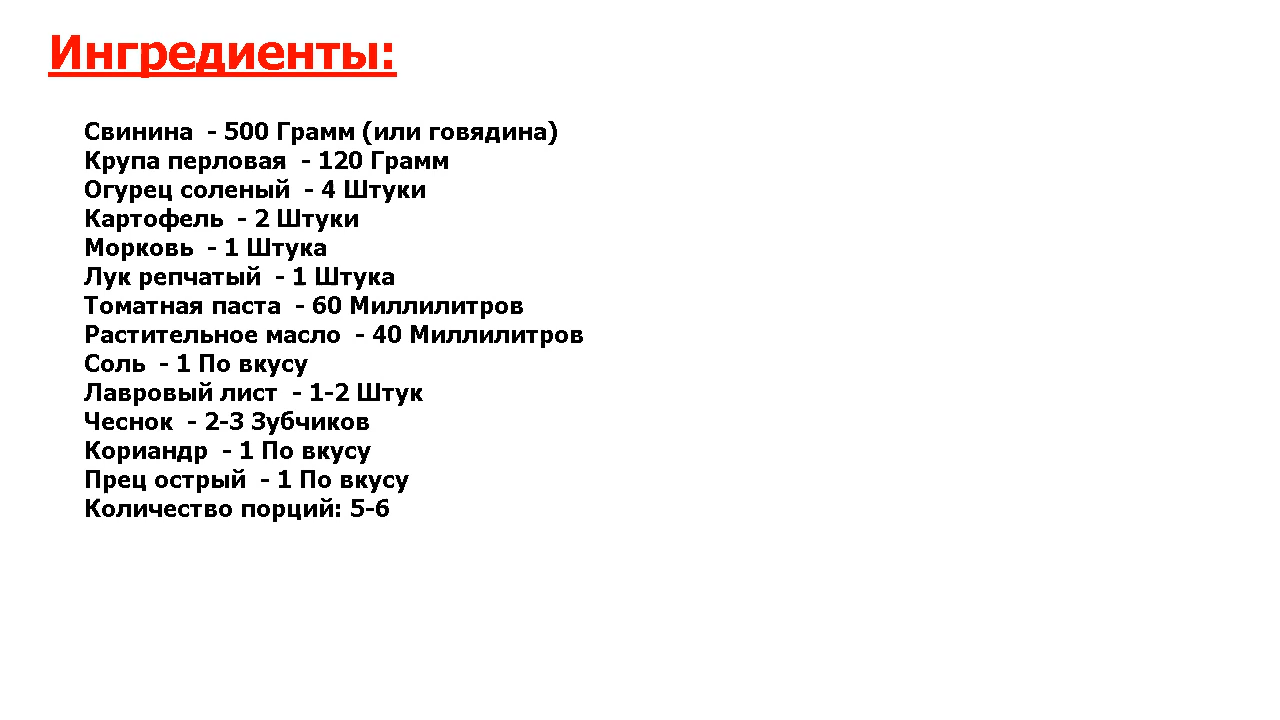 Ингредиенты:
Свинина - 500 Грамм (или говядина)
Крупа перловая - 120 Грамм
Огурец соленый - 4 Штуки
Картофель - 2 Штуки
Морковь - 1 Штука
Лук репчатый - 1 Штука
Томатная паста - 60 Миллилитров
Растительное масло - 40 Миллилитров
Соль - 1 По вкусу
Лавровый лист - 1-2 Штук
Чеснок - 2-3 Зубчиков
Кориандр - 1 По вкусу
Прец острый - 1 По вкусу
Количество порций: 5-6